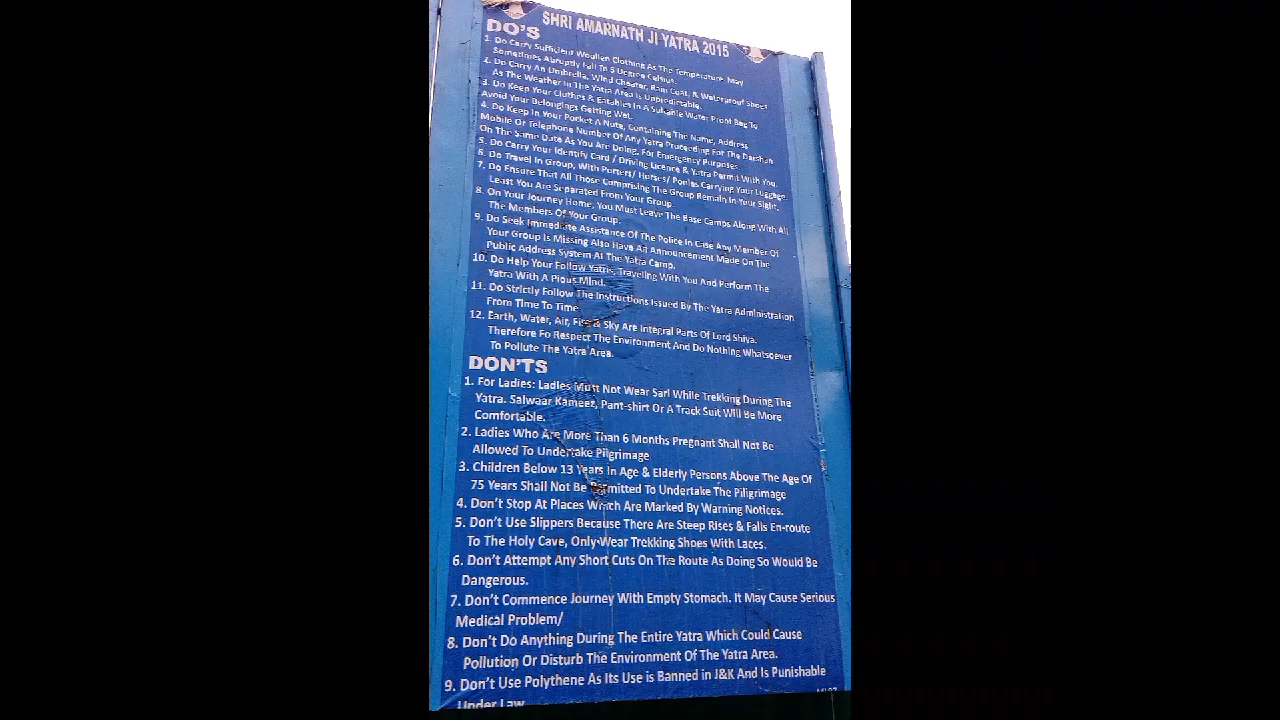 SHRI AMARNATH JI YATRA 2015
DO'S
1. Do Carry Sufficient Woollen Clothing As The Temperature May
Sometimes Abruptly Fall To 5 Degree Celsius.
2. Do Carry An Umbrella, Wind Cheater, Rain Coat, & Waterproof Shoes
As The Weather In The Yatra Area Is Unpredictable.
3. Do Keep Your Clothes & Eatables In A Suitable Water Proof Bag To
Avoid Your Belongings Getting Wet.
4. Do Keep In Your Pocket A Note, Containing The Name, Address
Mobile Or Telephone Number Of Any Yatra Proceeding For The Darshan
On The Same Date As You Are Doing, For Emergency Purposes.
5. Do Carry Your Identify Card / Driving Licence & Yatra Permit With You.
6. Do Travel In Group, With Porters/ Horses/ Ponies Carrying Your Luggage.
7. Do Ensure That All Those Comprising The Group Remain In Your Sight,
Least You Are Separated From Your Group.
8. On Your Journey Home, You Must Leave The Base Camps Along With All
The Members Of Your Group.
9. Do Seek Immediate Assistance Of The Police In Case Any Member Of
Your Group Is Missing Also Have An Announcement Made On The
Public Address System At The Yatra Camp.
10. Do Help Your Follow Yatris, Traveling With You And Perform The
Yatra With A Pious Mind.
11. Do Strictly Follow The Instructions Issued By The Yatra Administration
From Time To Time
12. Earth, Water, Air, Fire & Sky Are Integral Parts Of Lord Shiva.
Therefore Fo Respect The Environment And Do Nothing Whatsoever
To Pollute The Yatra Area.
DON'TS
1. For Ladies: Ladies Must Not Wear Sari While Trekking During The
Yatra. Salwaar Kameez, Pant-shirt Or A Track Suit Will Be More
Comfortable.
2. Ladies Who Are More Than 6 Months Pregnant Shall Not Be
Allowed To Undertake Pilgrimage
3. Children Below 13 Years In Age & Elderly Persons Above The Age Of
75 Years Shall Not Be Permitted To Undertake The Piligrimage
4. Don't Stop At Places Which Are Marked By Warning Notices.
5. Don't Use Slippers Because There Are Steep Rises & Falls En-route
To The Holy Cave, Only Wear Trekking Shoes With Laces.
6. Don't Attempt Any Short Cuts On The Route As Doing So Would Be
Dangerous.
7. Don't Commence Journey With Empty Stomach. It May Cause Serious
Medical Problem/
8. Don't Do Anything During The Entire Yatra Which Could Cause
Pollution Or Disturb The Environment Of The Yatra Area.
9. Don't Use Polythene As Its Use is Banned in J&K And Is Punishable
Under Law